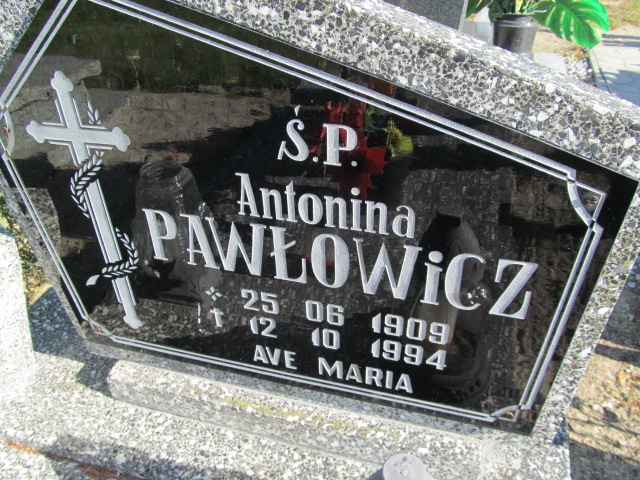 Ś.P.
Antonina
PAWŁOWiCZ
25 06 1909
12 10 1994
AVE MARIA